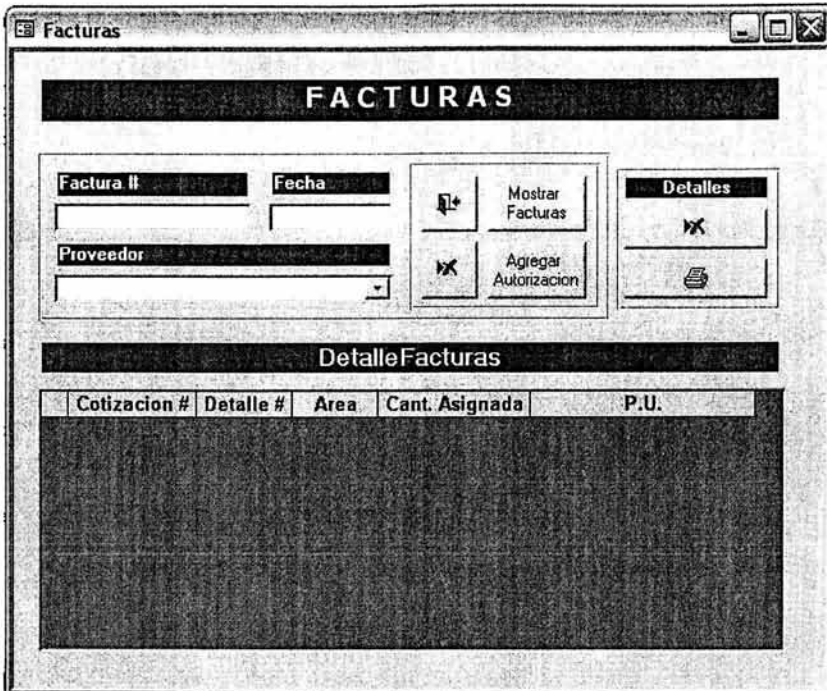 Facturas
FACTURAS
Factura #
Fecha
Proveedor
Mostrar
Facturas
Agregar
Autorizacion
Detalles
DetalleFacturas
Cotizacion # Detalle # Area Cant. Asignada P.U.